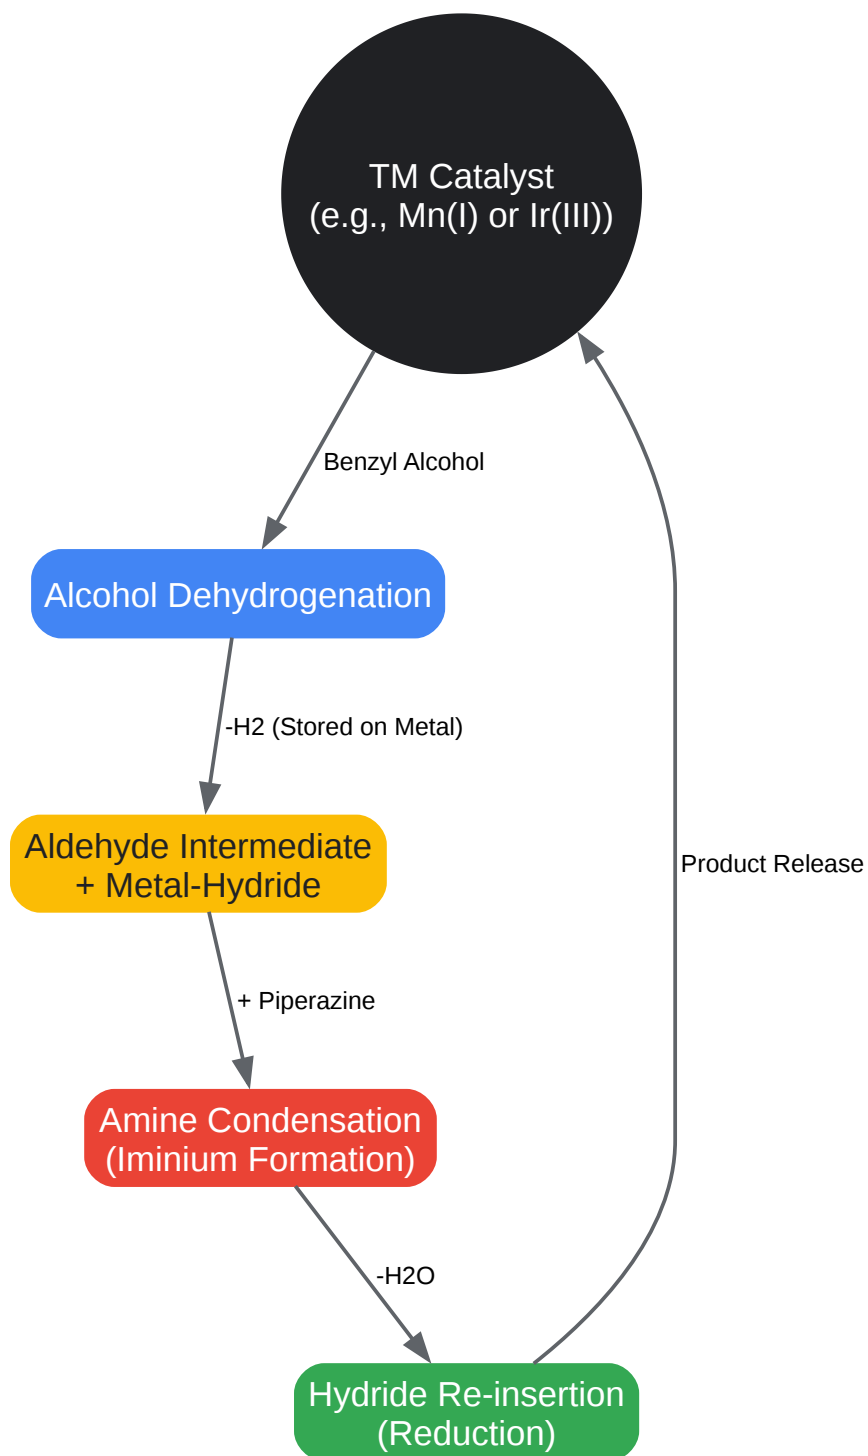 TM Catalyst
(e.g., Mn(I) or Ir(III))
Benzyl Alcohol
Alcohol Dehydrogenation
-H2 (Stored on Metal)
Aldehyde Intermediate
+ Metal-Hydride
Product Release
+ Piperazine
Amine Condensation
(Iminium Formation)
-H2O
Hydride Re-insertion
(Reduction)